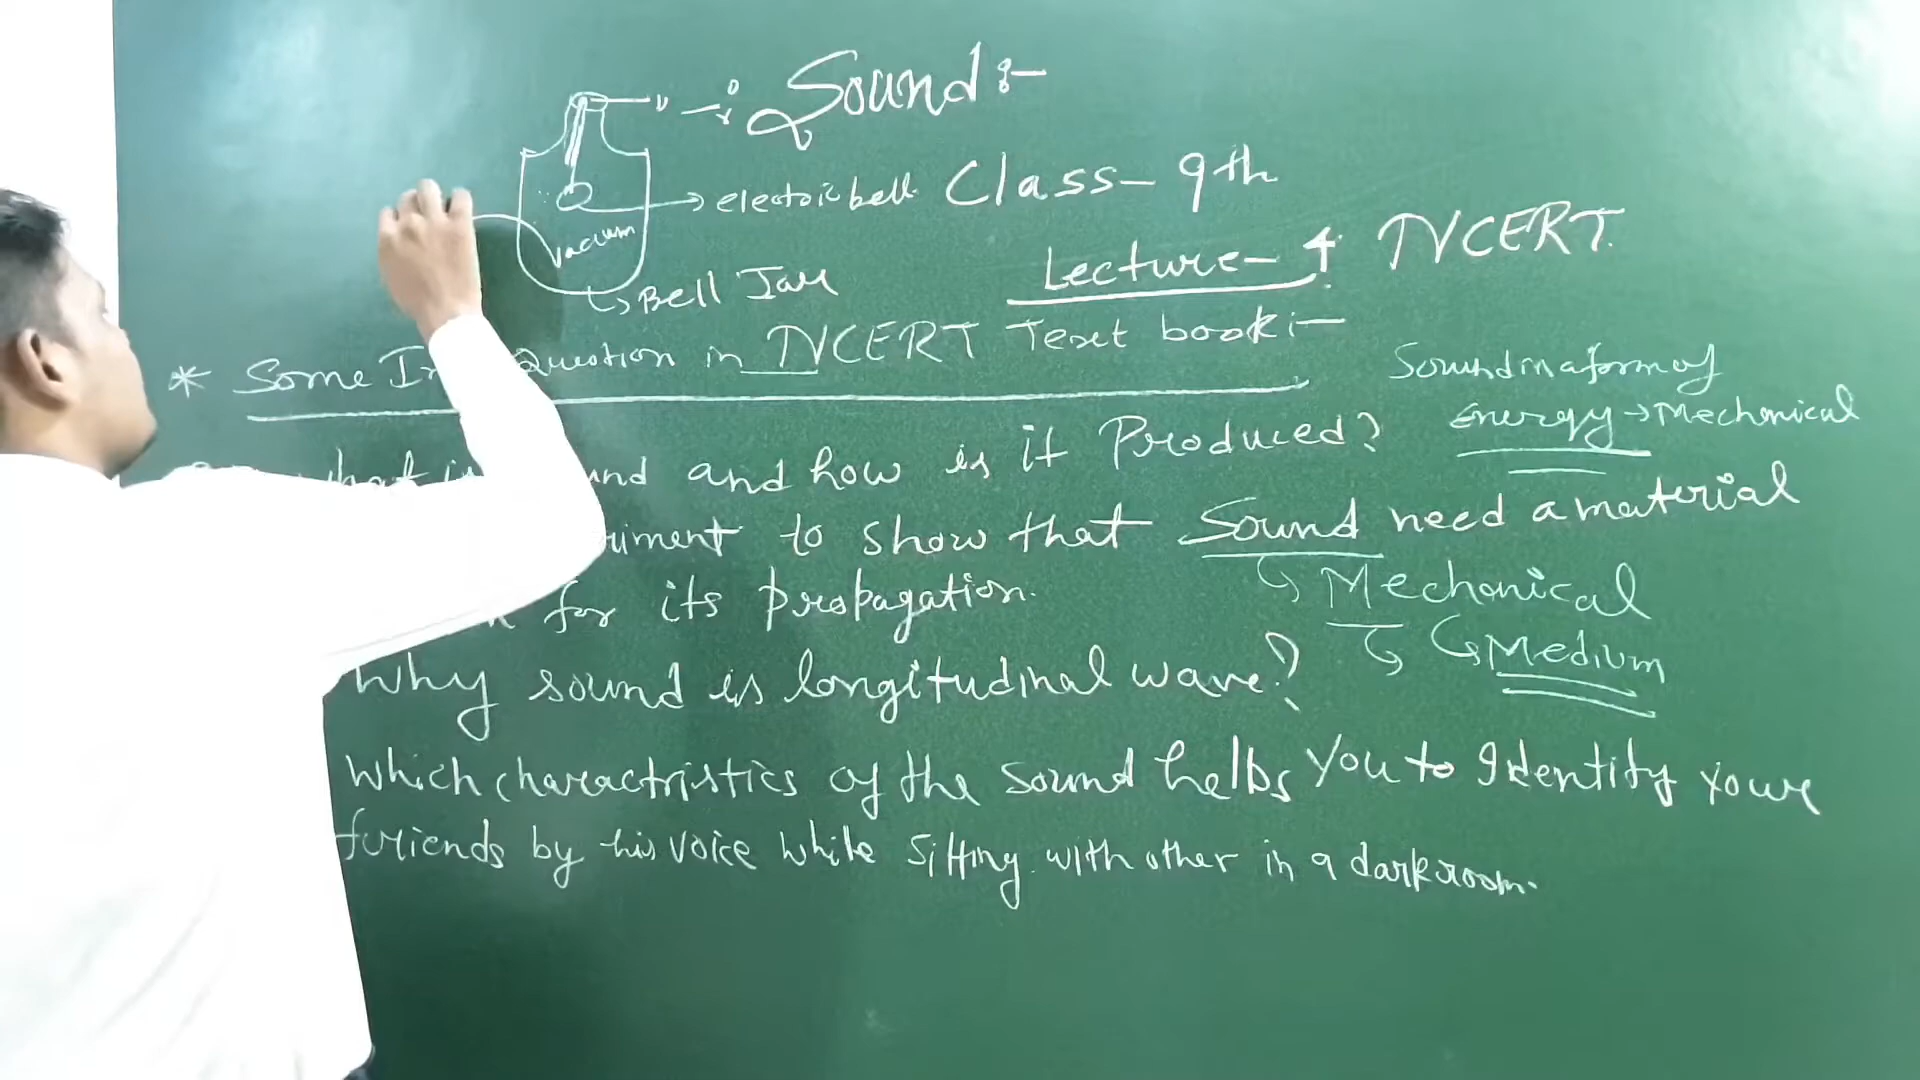 Sound :-
electric bell
Class - 9th
vacuum
Bell Jar
Lecture - 4
NCERT
* Some Question in NCERT Text book :-
Sound in a form of
Energy → Mechanical
and how is it Produced?
to show that Sound need a material
for its propagation.
Mechanical
Medium
Why sound is longitudinal wave?
which charactristics of the sound helbs you to Identify your
friends by his voice while sitting with other in a dark room.